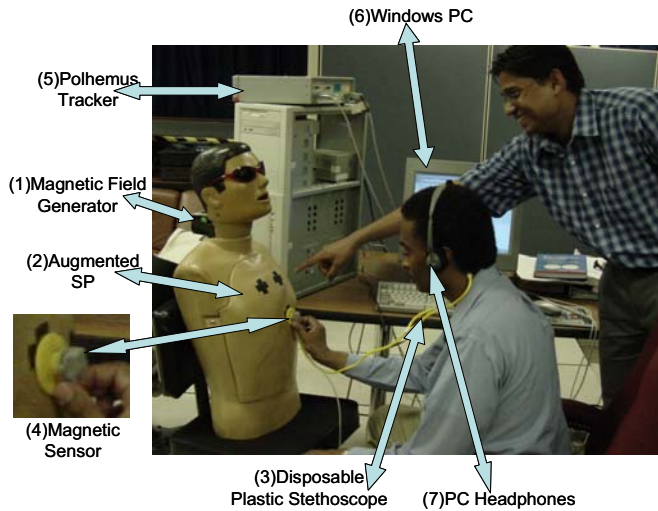 (6)Windows PC
(5)Polhemus
Tracker
(1)Magnetic Field
Generator
(2)Augmented
SP
(4)Magnetic
Sensor
(3)Disposable
Plastic Stethoscope
(7)PC Headphones